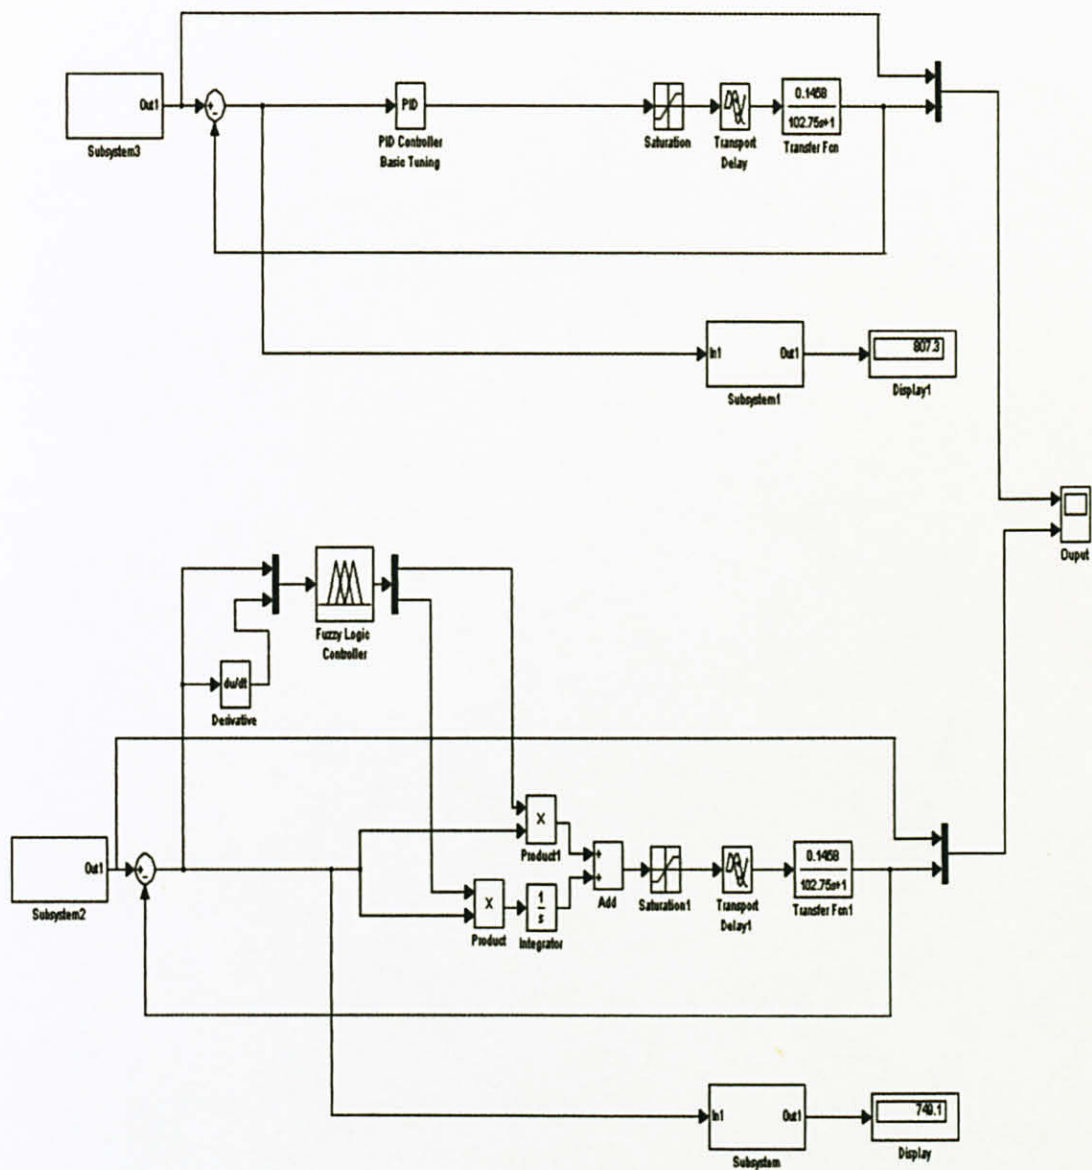 Out1
Subsystem3
+
−
PID
PID Controller
Basic Tuning
Saturation
Transport
Delay
0.1458
102.75s+1
Transfer Fcn
In1
Out1
Subsystem1
807.3
Display1
Ouput
Fuzzy Logic
Controller
du/dt
Derivative
Out1
Subsystem2
+
−
X
Product1
X
Product
1
s
Integrator
+
+
Add
Saturation1
Transport
Delay1
0.1458
102.75s+1
Transfer Fcn1
In1
Out1
Subsystem
749.1
Display